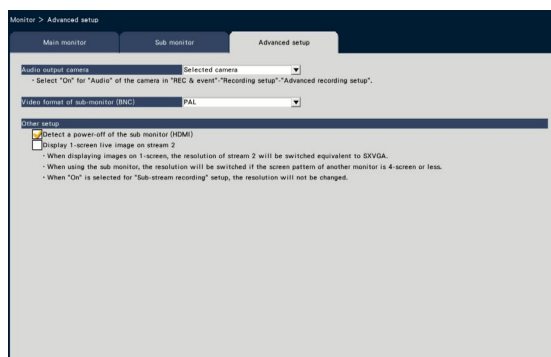 Monitor > Advanced setup
Main monitor Sub monitor Advanced setup
Audio output camera Selected camera
・Select "On" for "Audio" of the camera in "REC & event"-"Recording setup"-"Advanced recording setup".
Video format of sub-monitor (BNC) PAL
Other setup
Detect a power-off of the sub monitor (HDMI)
Display 1-screen live image on stream 2
・When displaying images on 1-screen, the resolution of stream 2 will be switched equivalent to SXVGA.
・When using the sub monitor, the resolution will be switched if the screen pattern of another monitor is 4-screen or less.
・When "On" is selected for "Sub-stream recording" setup, the resolution will not be changed.